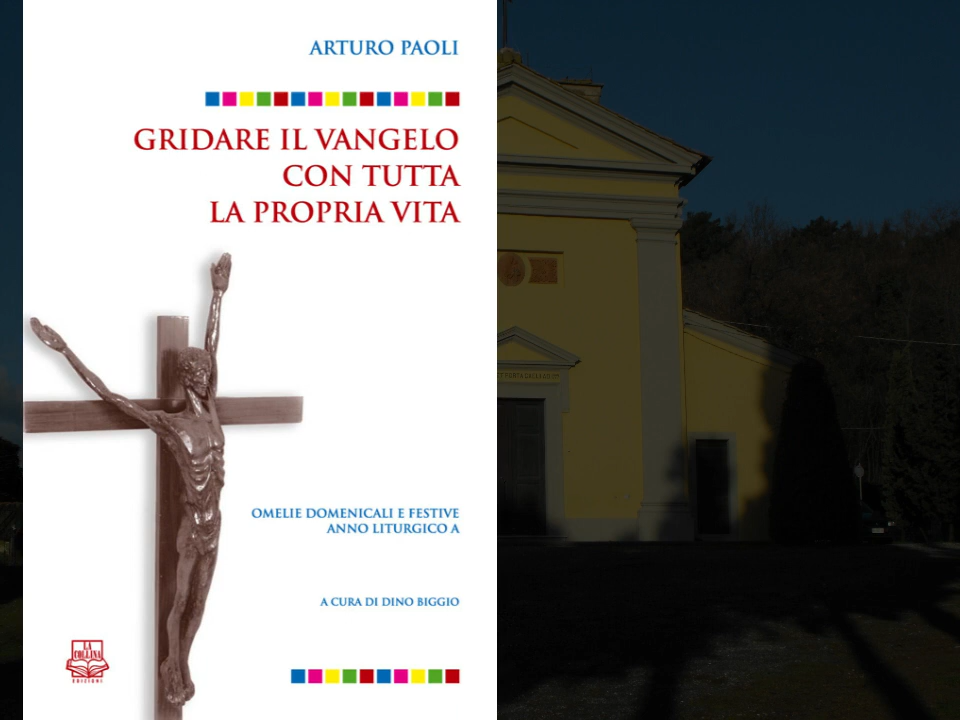 ARTURO PAOLI
GRIDARE IL VANGELO
CON TUTTA
LA PROPRIA VITA
OMELIE DOMENICALI E FESTIVE
ANNO LITURGICO A
A CURA DI DINO BIGGIO
LA
COLLINA
EDIZIONI